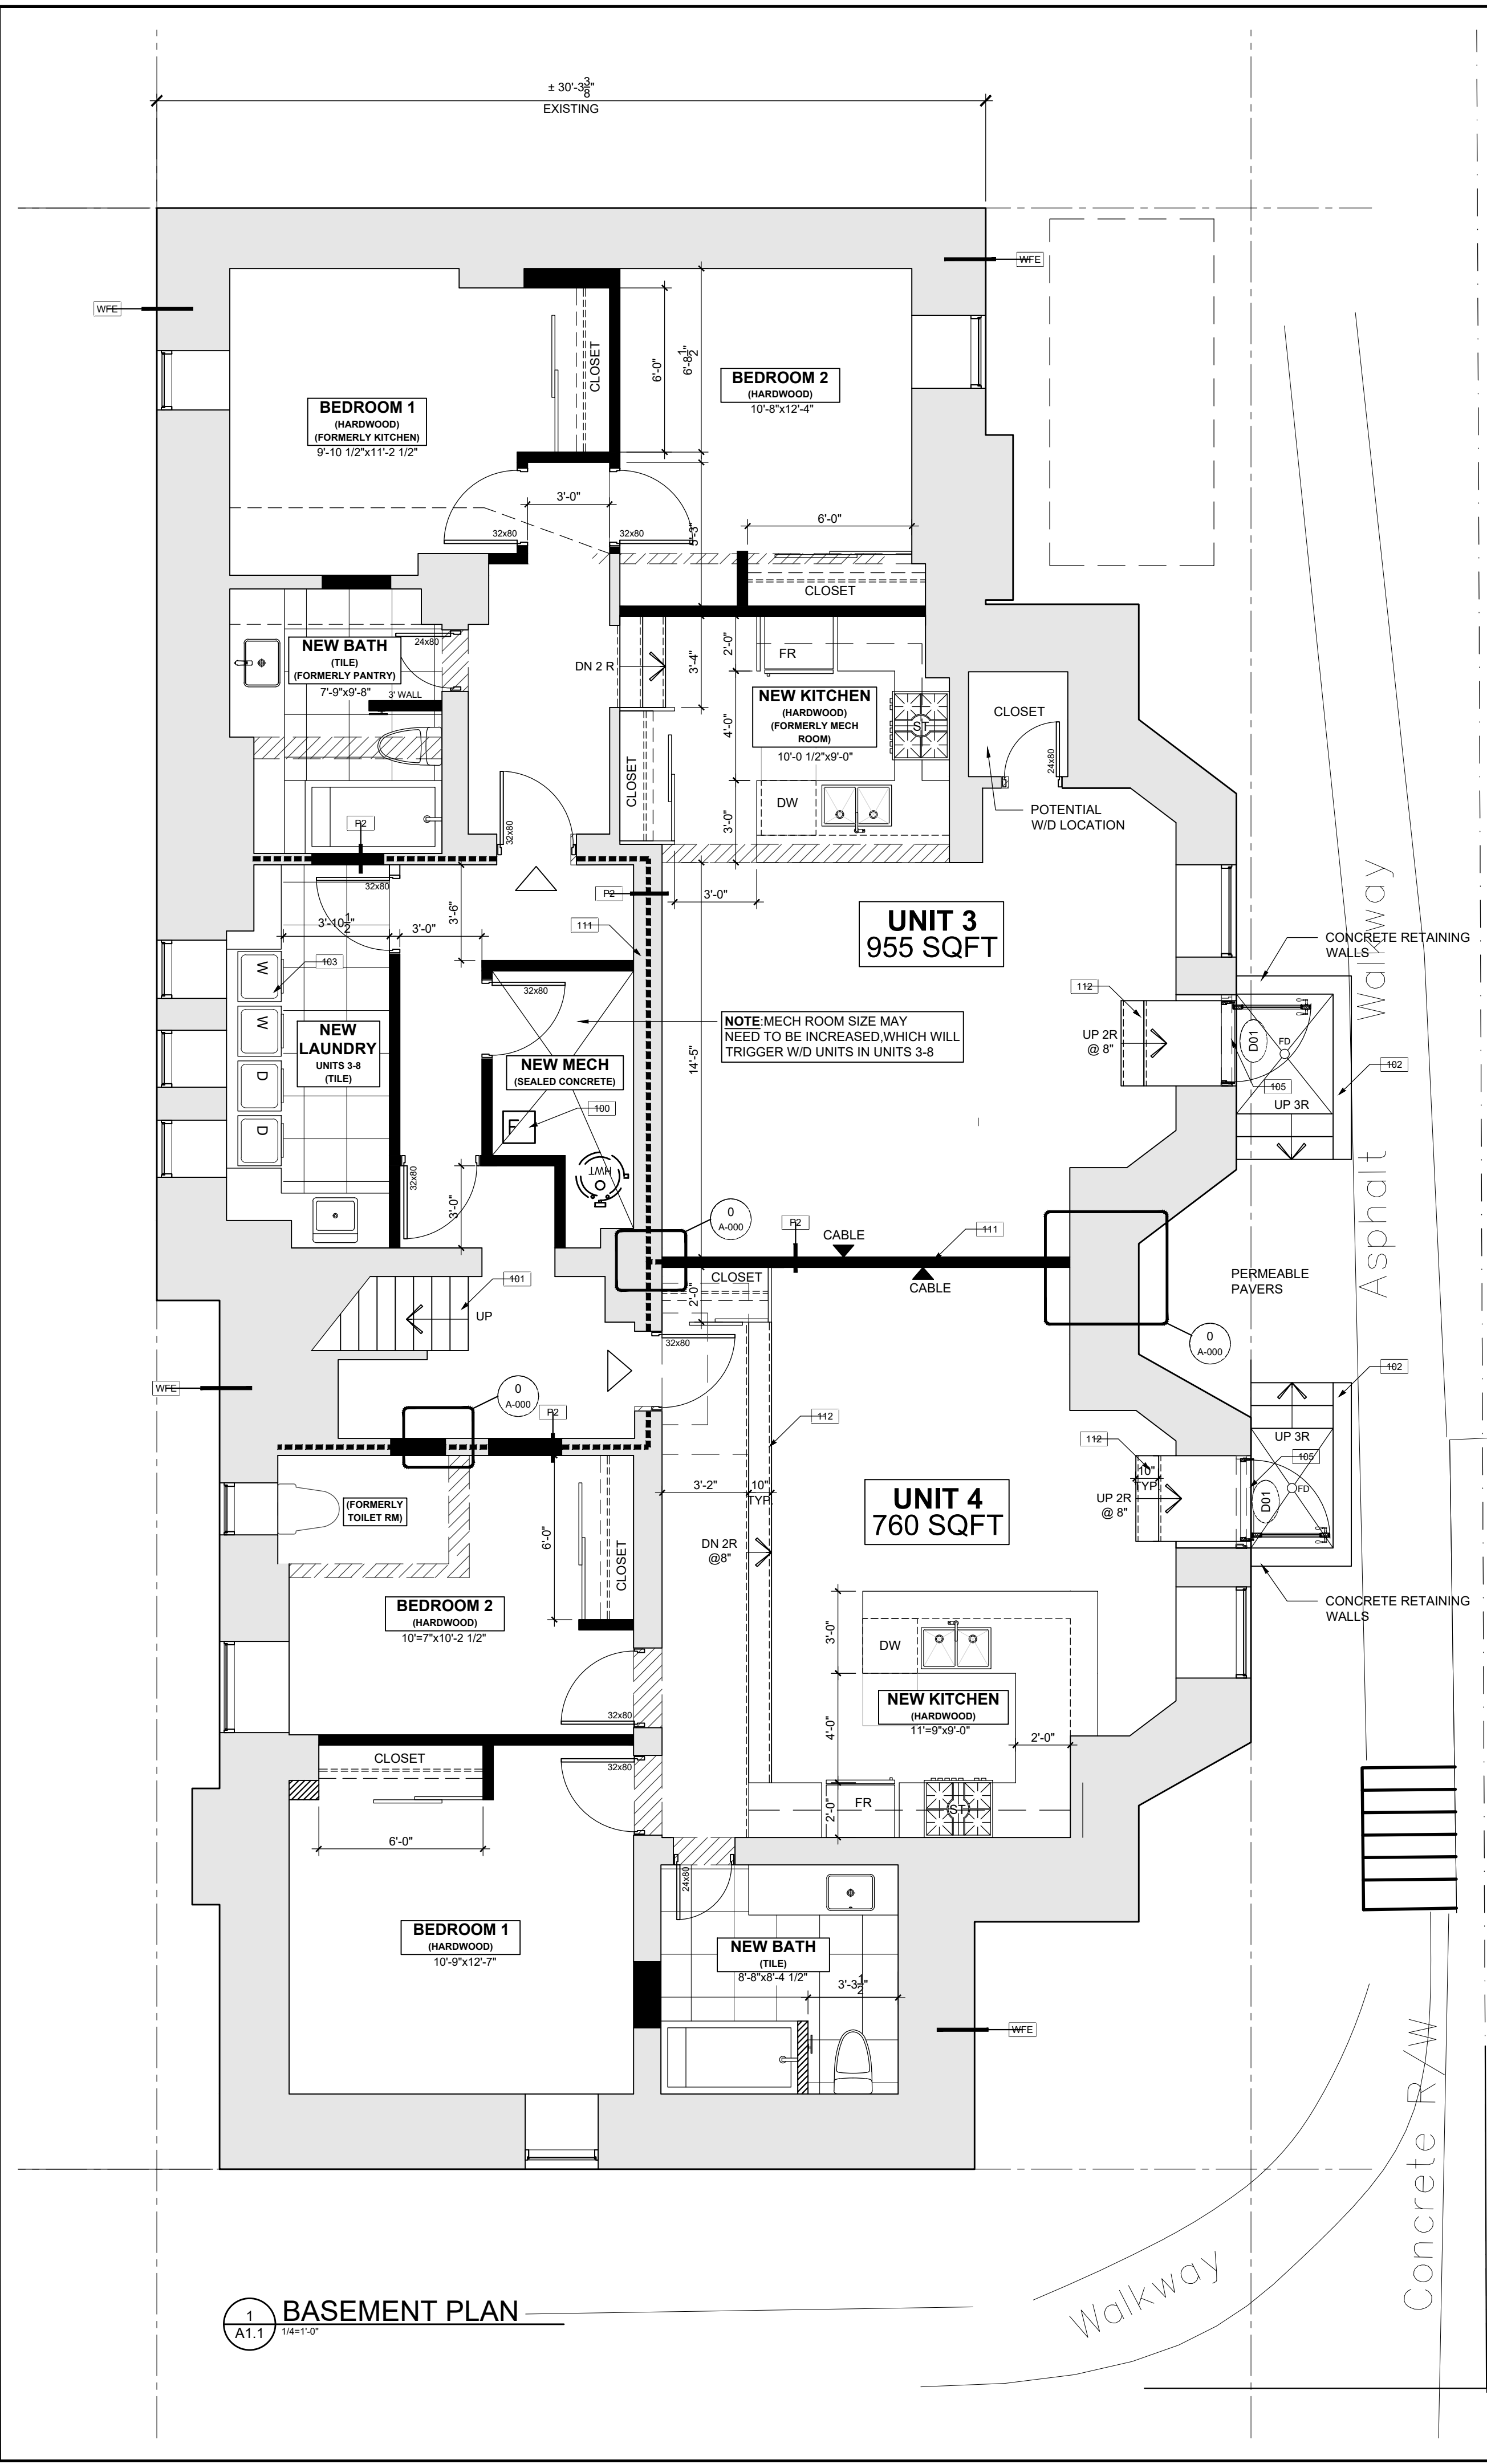 ± 30'-3 3/8"
EXISTING
WFE
WFE
CLOSET
6'-0"
6'-8 1/2"
BEDROOM 2
(HARDWOOD)
10'-8"x12'-4"
BEDROOM 1
(HARDWOOD)
(FORMERLY KITCHEN)
9'-10 1/2"x11'-2 1/2"
3'-0"
32x80
32x80
5'-3"
6'-0"
CLOSET
NEW BATH
(TILE)
(FORMERLY PANTRY)
7'-9"x9'-8"
24x80
3' WALL
DN 2 R
3'-4"
2'-0"
FR
NEW KITCHEN
(HARDWOOD)
(FORMERLY MECH
ROOM)
10'-0 1/2"x9'-0"
ST
4'-0"
CLOSET
24x80
CLOSET
DW
3'-0"
POTENTIAL
W/D LOCATION
P2
32x80
32x80
3'-10 1/2"
3'-0"
3'-6"
P2
3'-0"
111
UNIT 3
955 SQFT
CONCRETE RETAINING
WALLS
Asphalt Walkway
W
W
D
D
103
32x80
112
NEW
LAUNDRY
UNITS 3-8
(TILE)
NOTE:MECH ROOM SIZE MAY
NEED TO BE INCREASED,WHICH WILL
TRIGGER W/D UNITS IN UNITS 3-8
14'-5"
UP 2R
@ 8"
D01
FD
102
105
UP 3R
NEW MECH
(SEALED CONCRETE)
100
F
HWT
32x80
3'-0"
0
A-000
P2
CABLE
111
CABLE
CLOSET
2'-0"
101
UP
PERMEABLE
PAVERS
32x80
0
A-000
102
WFE
0
A-000
P2
112
UP 3R
112
105
10"
TYP
UP 2R
@ 8"
D01
FD
(FORMERLY
TOILET RM)
3'-2"
10"
TYP
6'-0"
CLOSET
UNIT 4
760 SQFT
DN 2R
@8"
BEDROOM 2
(HARDWOOD)
10'=7"x10'-2 1/2"
3'-0"
DW
CONCRETE RETAINING
WALLS
32x80
NEW KITCHEN
(HARDWOOD)
11'=9"x9'-0"
4'-0"
2'-0"
CLOSET
32x80
2'-0"
FR
ST
6'-0"
24x80
BEDROOM 1
(HARDWOOD)
10'-9"x12'-7"
NEW BATH
(TILE)
8'-8"x8'-4 1/2"
3'-3 1/2"
WFE
Concrete R/W
Walkway
1
A1.1
BASEMENT PLAN
1/4=1'-0"